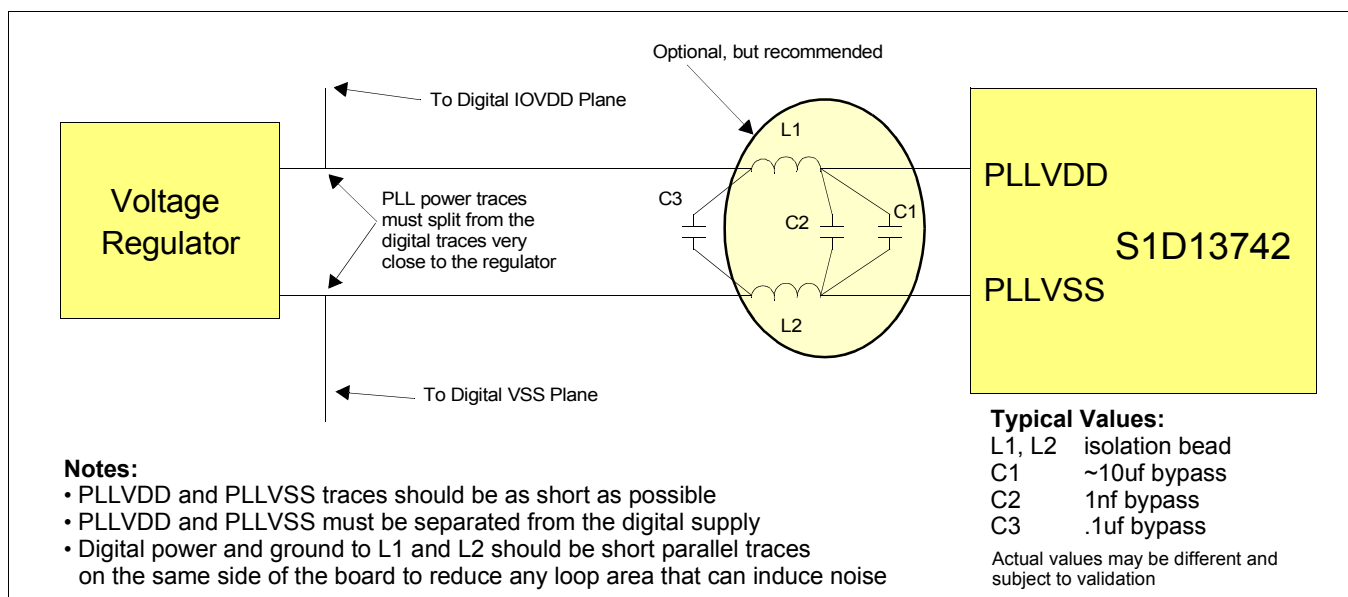 Optional, but recommended
To Digital IOVDD Plane
L1
Voltage
Regulator
PLL power traces
must split from the
digital traces very
close to the regulator
C3
C2
C1
PLLVDD
S1D13742
PLLVSS
L2
To Digital VSS Plane
Typical Values:
L1, L2 isolation bead
C1 ~10uf bypass
C2 1nf bypass
C3 .1uf bypass
Actual values may be different and
subject to validation
Notes:
• PLLVDD and PLLVSS traces should be as short as possible
• PLLVDD and PLLVSS must be separated from the digital supply
• Digital power and ground to L1 and L2 should be short parallel traces
on the same side of the board to reduce any loop area that can induce noise